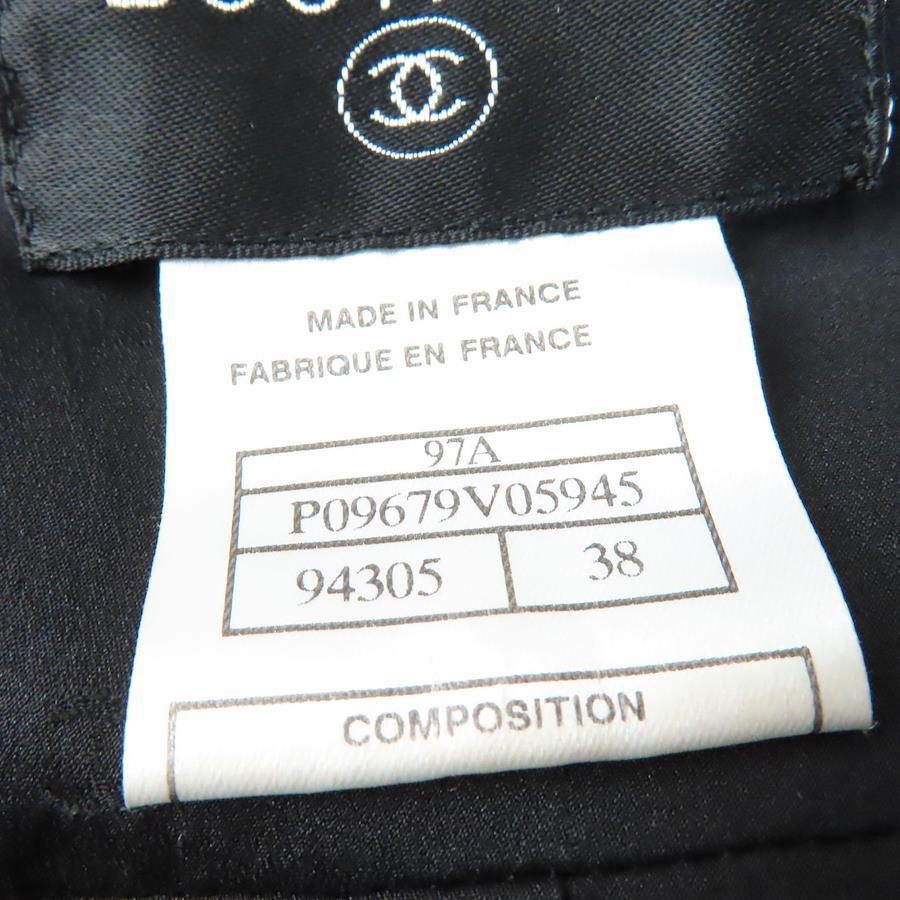 MADE IN FRANCE
FABRIQUE EN FRANCE
97A
P09679V05945
94305 38
COMPOSITION